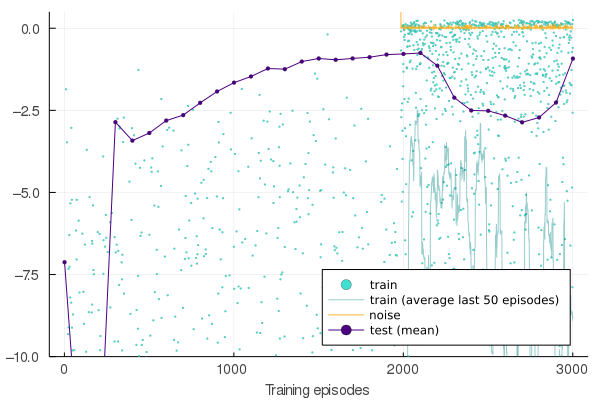 0.0
−2.5
−5.0
−7.5
−10.0
0
1000
2000
3000
Training episodes
train
train (average last 50 episodes)
noise
test (mean)